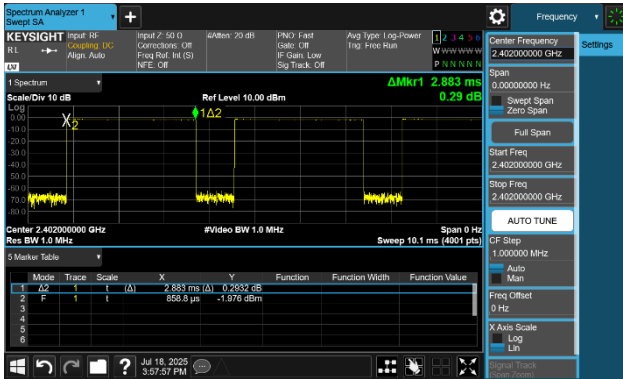 Spectrum Analyzer 1
Swept SA
+
Frequency
KEYSIGHT
RL
LXI
Input: RF
Coupling: DC
Align: Auto
Input Z: 50 Ω
Corrections: Off
Freq Ref: Int (S)
NFE: Off
#Atten: 20 dB
PNO: Fast
Gate: Off
IF Gain: Low
Sig Track: Off
Avg Type: Log-Power
Trig: Free Run
1 2 3 4 5 6
W W W W W W
P N N N N N
1 Spectrum
Scale/Div 10 dB
Ref Level 10.00 dBm
ΔMkr1 2.883 ms
0.29 dB
Log
0.00
-10.0
-20.0
-30.0
-40.0
-50.0
-60.0
-70.0
-80.0
X2
1Δ2
Center 2.402000000 GHz
#Video BW 1.0 MHz
Span 0 Hz
Res BW 1.0 MHz
Sweep 10.1 ms (4001 pts)
5 Marker Table
Mode Trace Scale X Y Function Function Width Function Value
1 Δ2 1 t (Δ) 2.883 ms (Δ) 0.2932 dB
2 F 1 t 858.8 µs -1.976 dBm
3
4
5
6
Jul 18, 2025
3:57:57 PM
Center Frequency
2.402000000 GHz
Span
0.00000000 Hz
Swept Span
Zero Span
Full Span
Start Freq
2.402000000 GHz
Stop Freq
2.402000000 GHz
AUTO TUNE
CF Step
1.000000 MHz
Auto
Man
Freq Offset
0 Hz
X Axis Scale
Log
Lin
Signal Track
(Span Zoom)
Settings